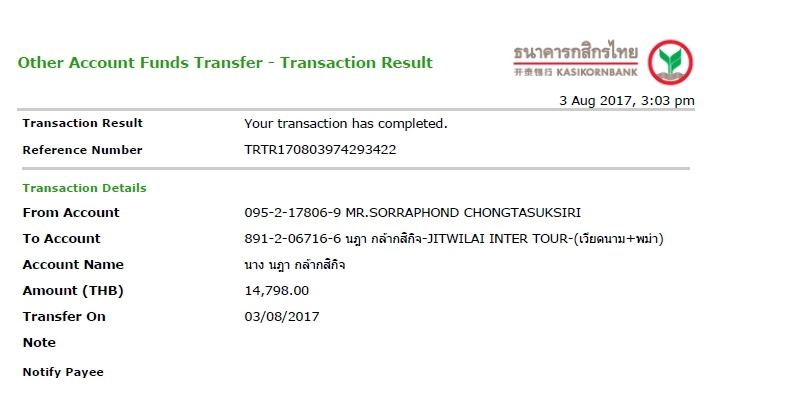 ธนาคารกสิกรไทย
开泰银行 KASIKORNBANK
Other Account Funds Transfer - Transaction Result
3 Aug 2017, 3:03 pm
Transaction Result Your transaction has completed.
Reference Number TRTR170803974293422
Transaction Details
From Account 095-2-17806-9 MR.SORRAPHOND CHONGTASUKSIRI
To Account 891-2-06716-6 นฎา กล้ากสิกิจ-JITWILAI INTER TOUR-(เวียดนาม+พม่า)
Account Name นาง นฎา กล้ากสิกิจ
Amount (THB) 14,798.00
Transfer On 03/08/2017
Note
Notify Payee